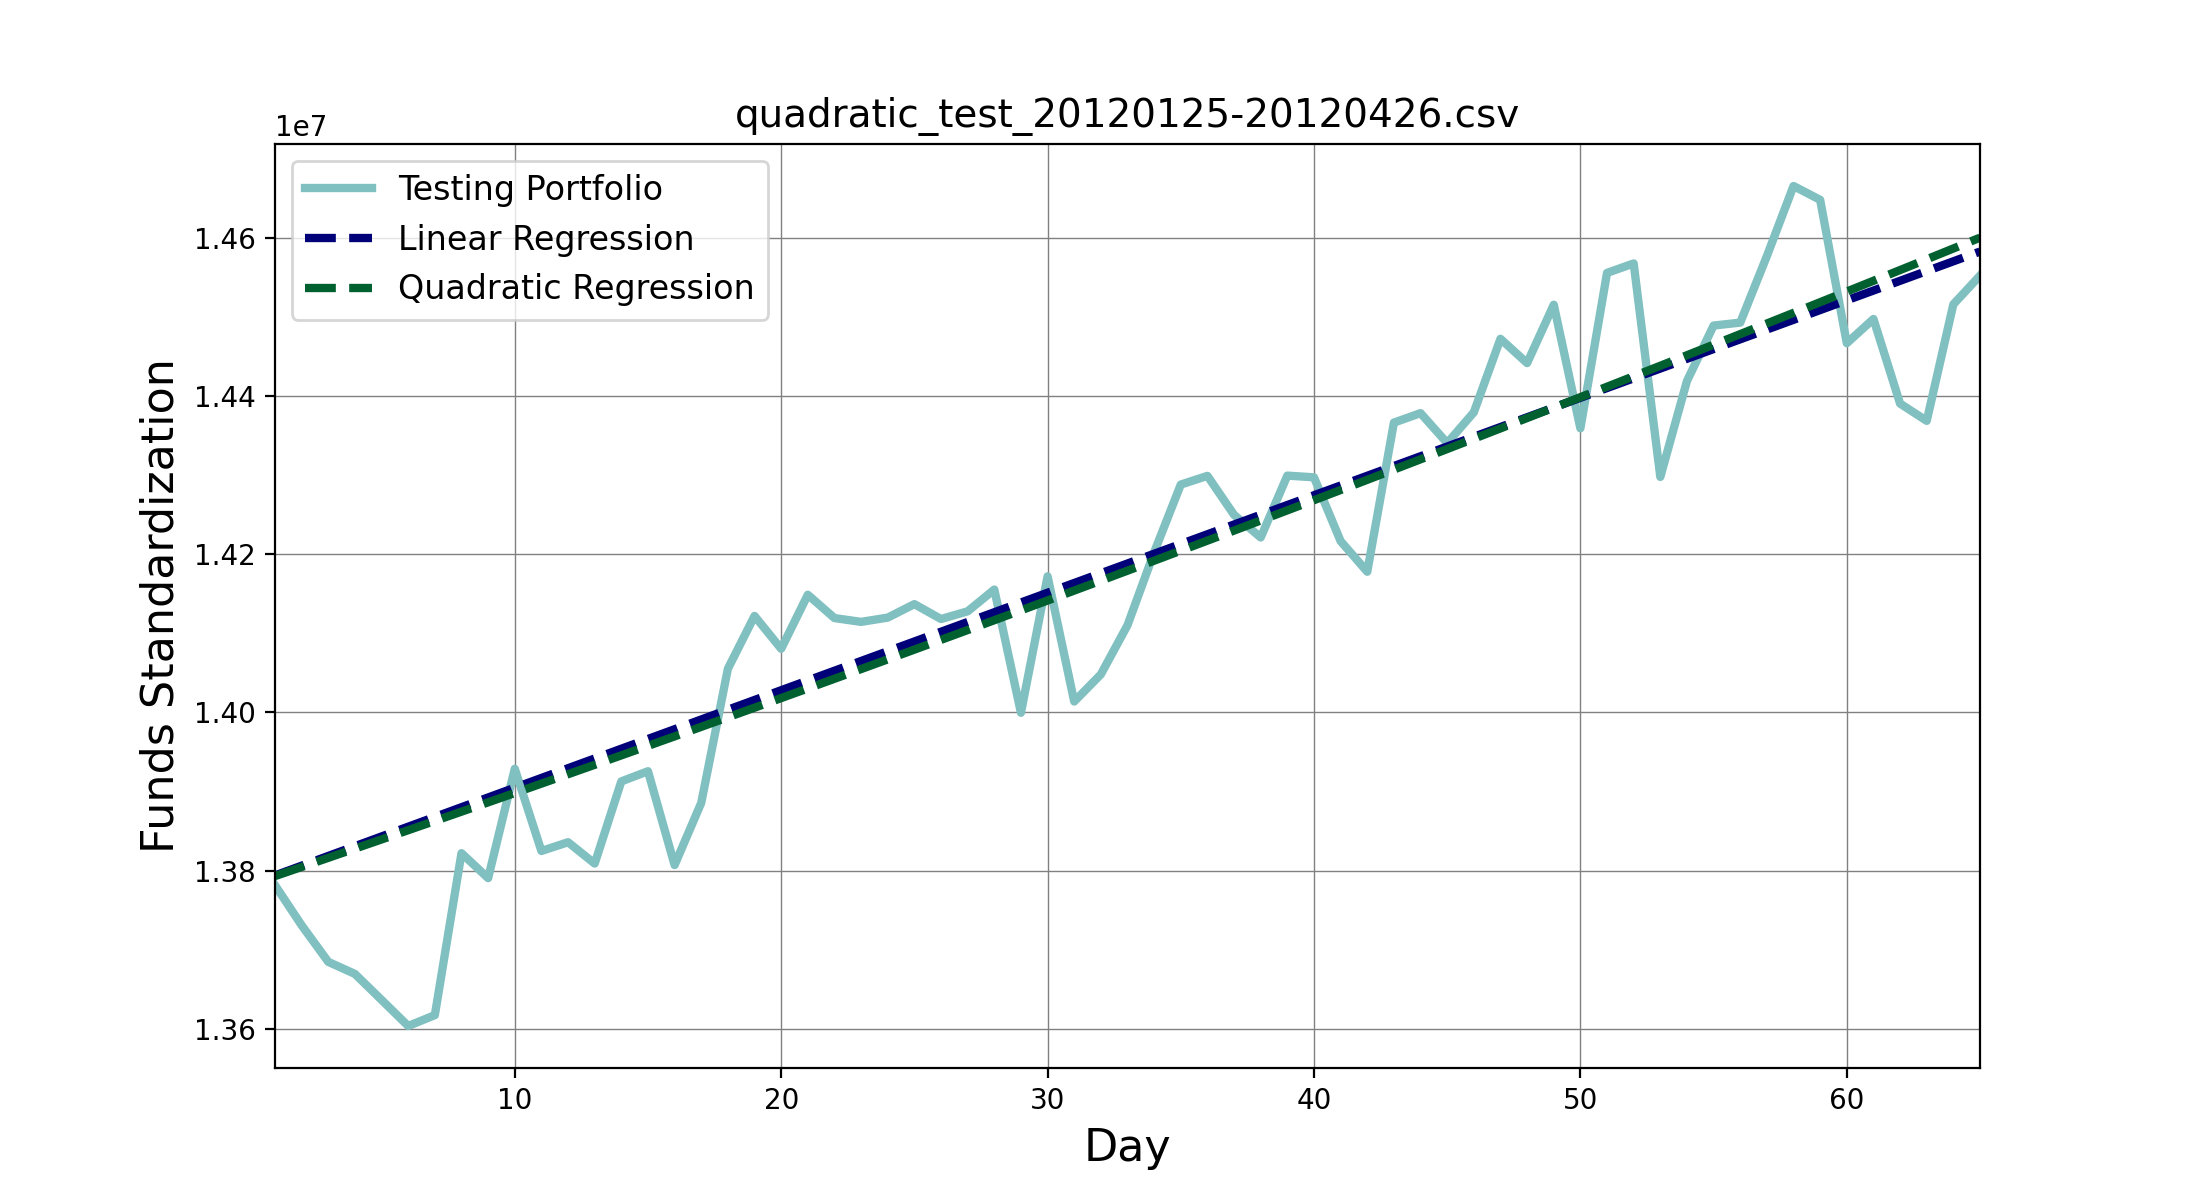 quadratic_test_20120125-20120426.csv
1e7
Testing Portfolio
Linear Regression
Quadratic Regression
1.46
1.44
1.42
1.40
1.38
1.36
Funds Standardization
10 20 30 40 50 60
Day